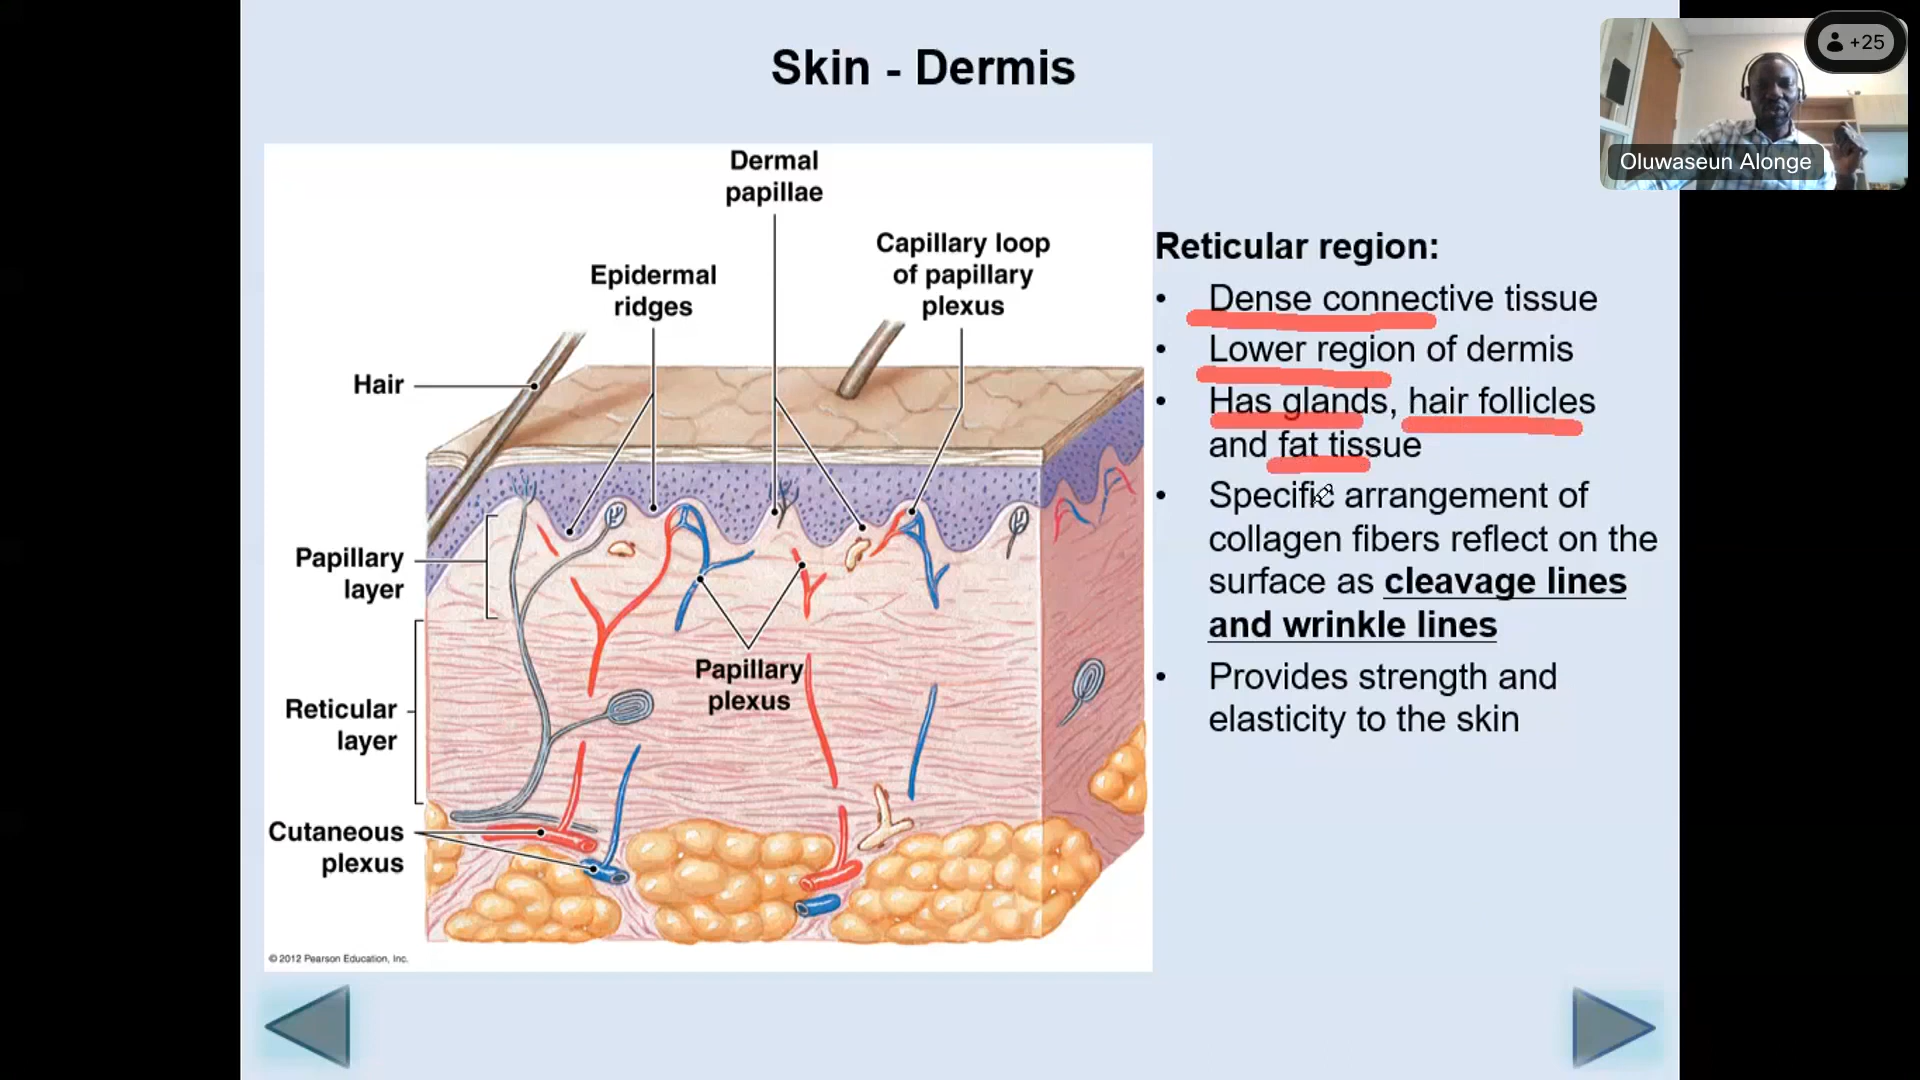 Skin - Dermis
+25
Oluwaseun Alonge
Dermal
papillae
Capillary loop
of papillary
plexus
Epidermal
ridges
Hair
Papillary
layer
Papillary
plexus
Reticular
layer
Cutaneous
plexus
© 2012 Pearson Education, Inc.
Reticular region:
• Dense connective tissue
• Lower region of dermis
• Has glands, hair follicles
and fat tissue
• Specific arrangement of
collagen fibers reflect on the
surface as cleavage lines
and wrinkle lines
• Provides strength and
elasticity to the skin